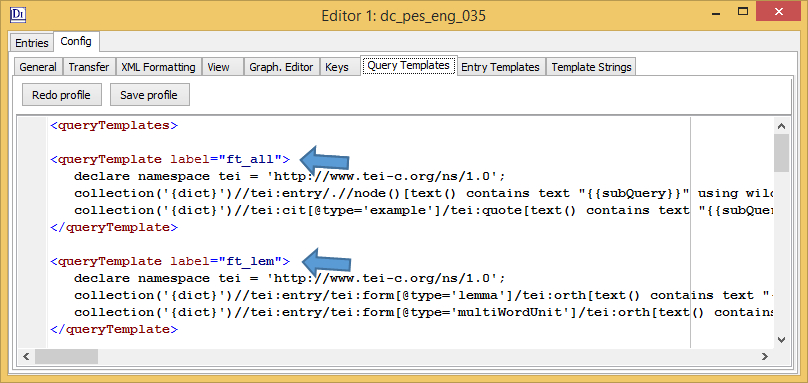 Editor 1: dc_pes_eng_035
Entries Config
General Transfer XML Formatting View Graph. Editor Keys Query Templates Entry Templates Template Strings
Redo profile Save profile
<queryTemplates>
<queryTemplate label="ft_all">
declare namespace tei = 'http://www.tei-c.org/ns/1.0';
collection('{dict}')//tei:entry/.//node()[text() contains text "{{subQuery}}" using wild
collection('{dict}')//tei:cit[@type='example']/tei:quote[text() contains text "{{subQuer
</queryTemplate>
<queryTemplate label="ft_lem">
declare namespace tei = 'http://www.tei-c.org/ns/1.0';
collection('{dict}')//tei:entry/tei:form[@type='lemma']/tei:orth[text() contains text "{
collection('{dict}')//tei:entry/tei:form[@type='multiWordUnit']/tei:orth[text() contains
</queryTemplate>